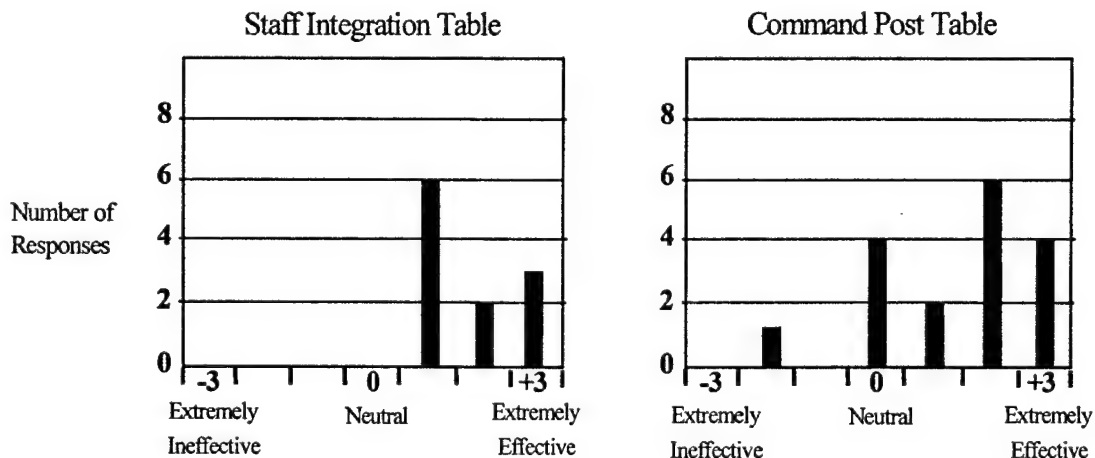 Staff Integration Table
Command Post Table
8
6
4
2
0
Number of
Responses
-3
0
+3
Extremely
Ineffective
Neutral
Extremely
Effective
8
6
4
2
0
-3
0
+3
Extremely
Ineffective
Neutral
Extremely
Effective